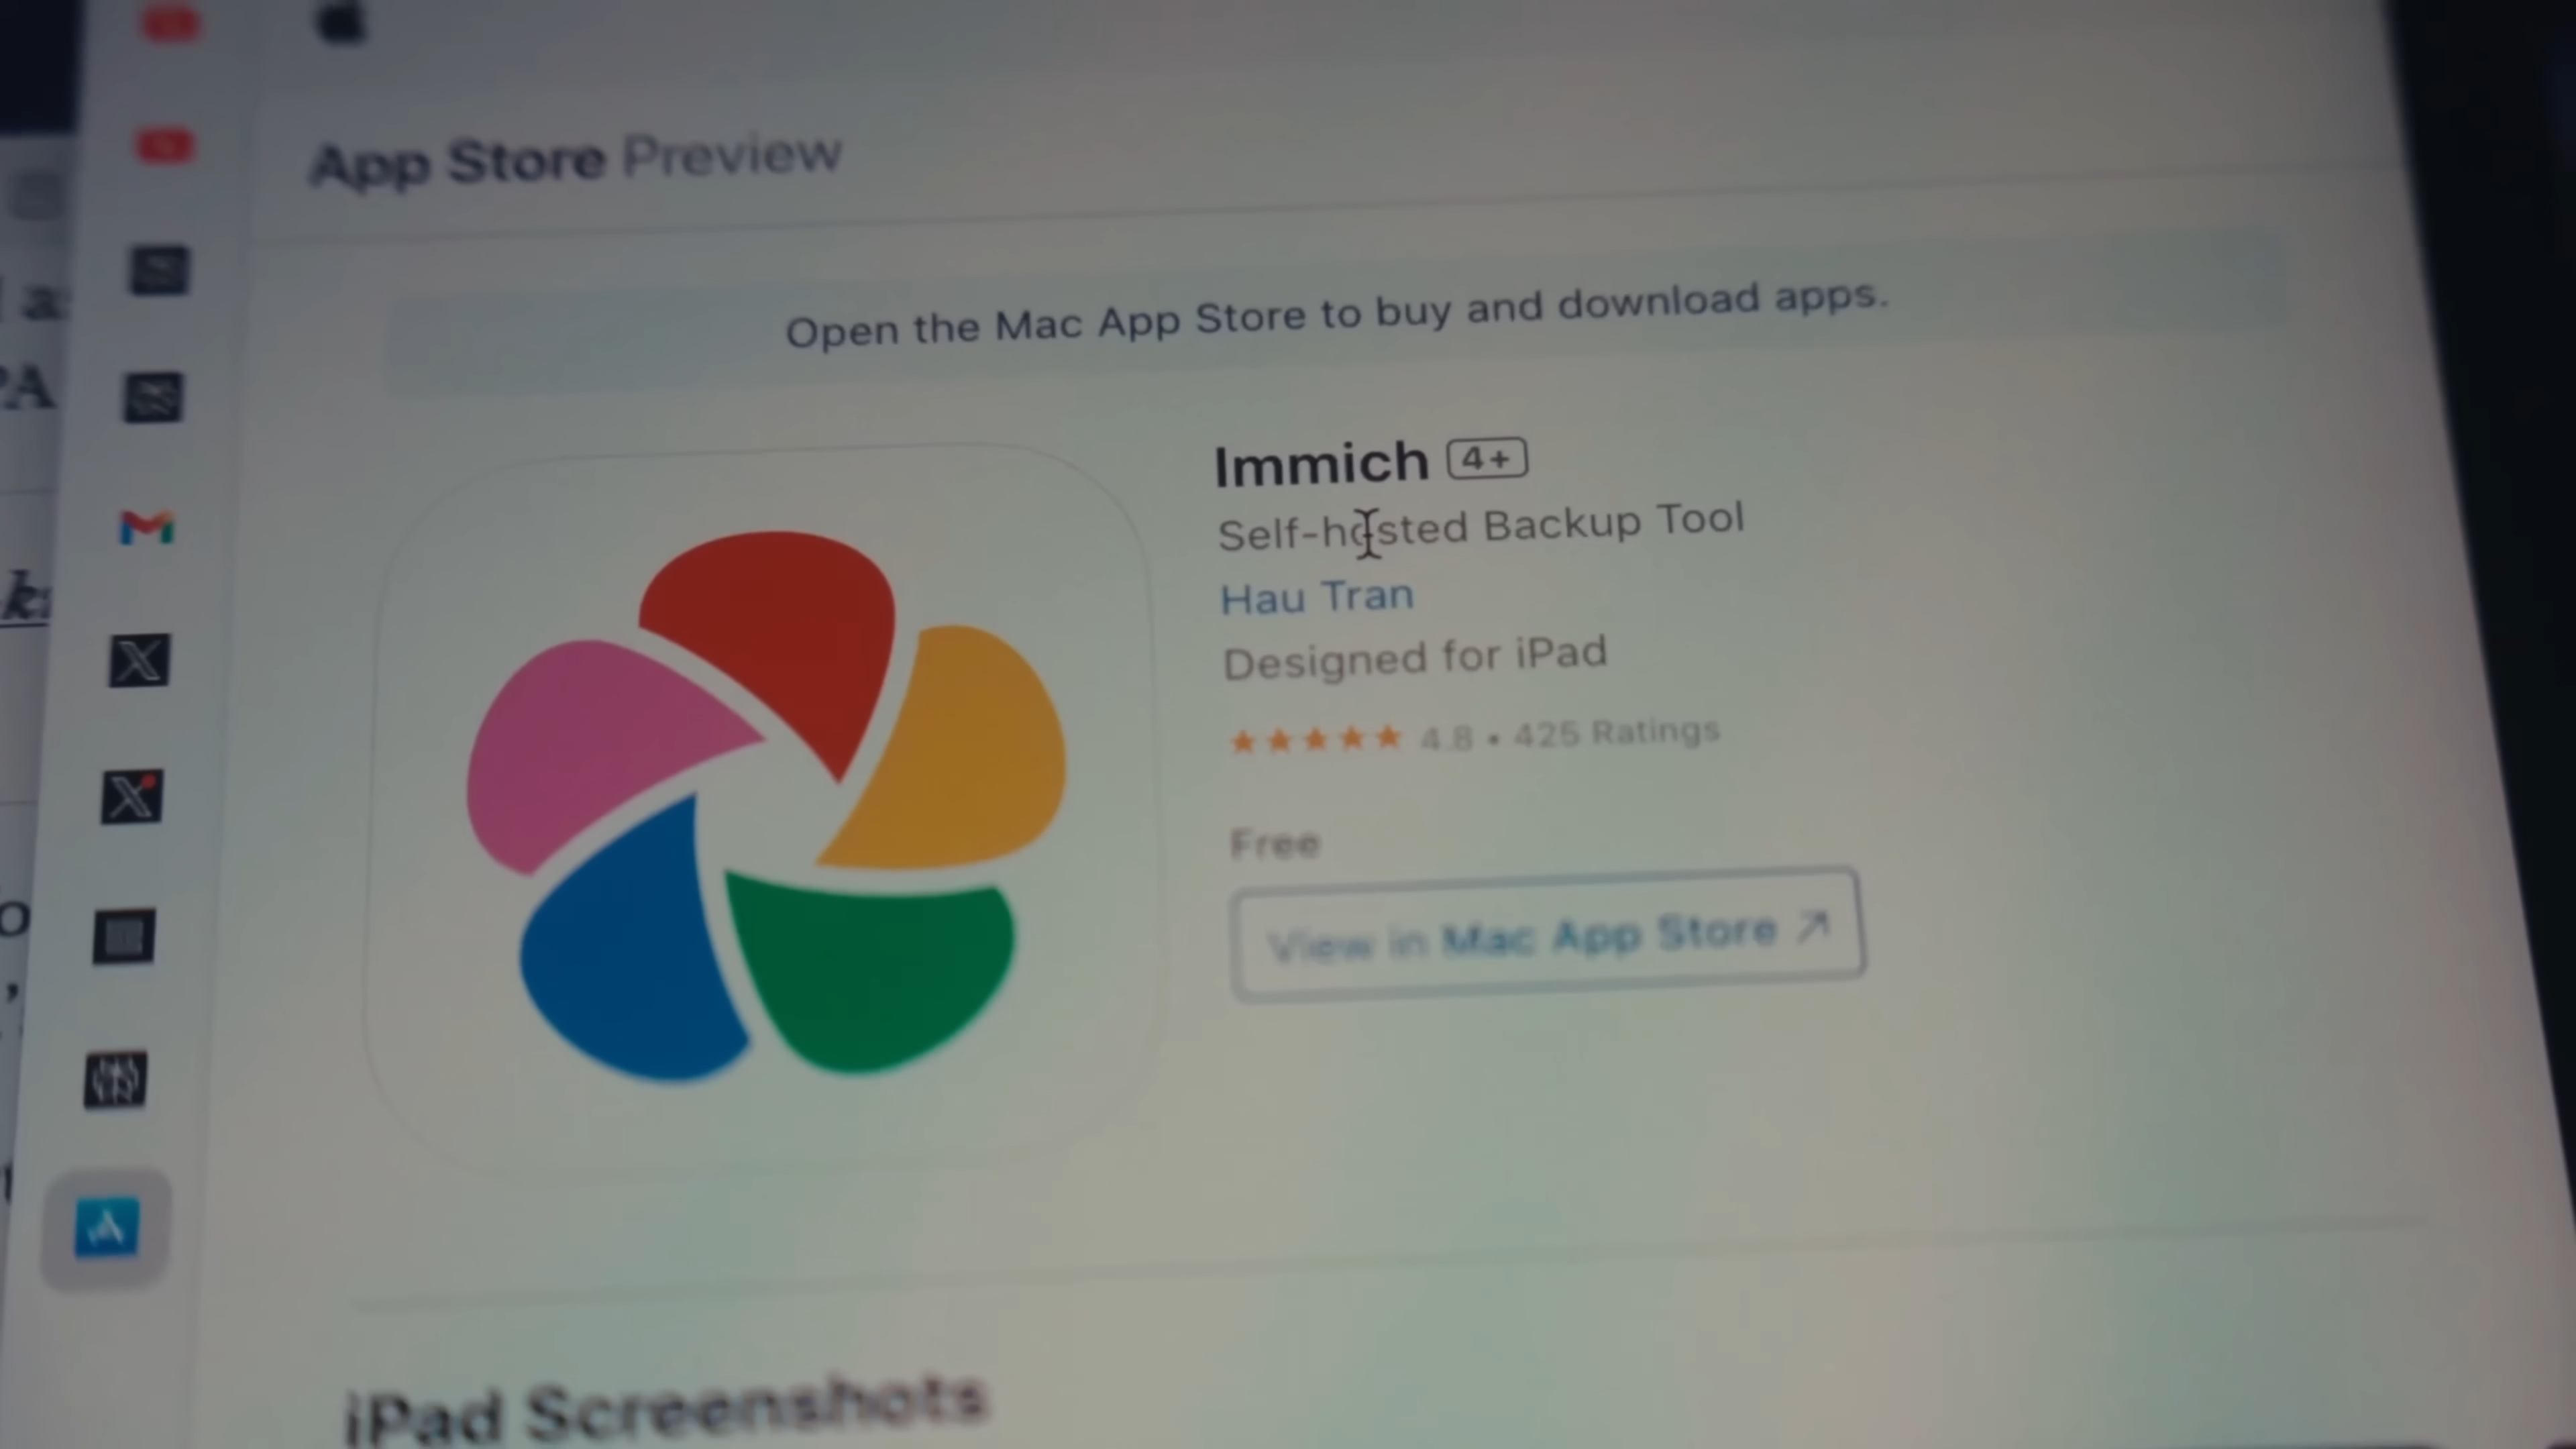 App Store Preview
Open the Mac App Store to buy and download apps.
Immich 4+
Self-hosted Backup Tool
Hau Tran
Designed for iPad
4.8 • 425 Ratings
Free
View in Mac App Store ↗
iPad Screenshots